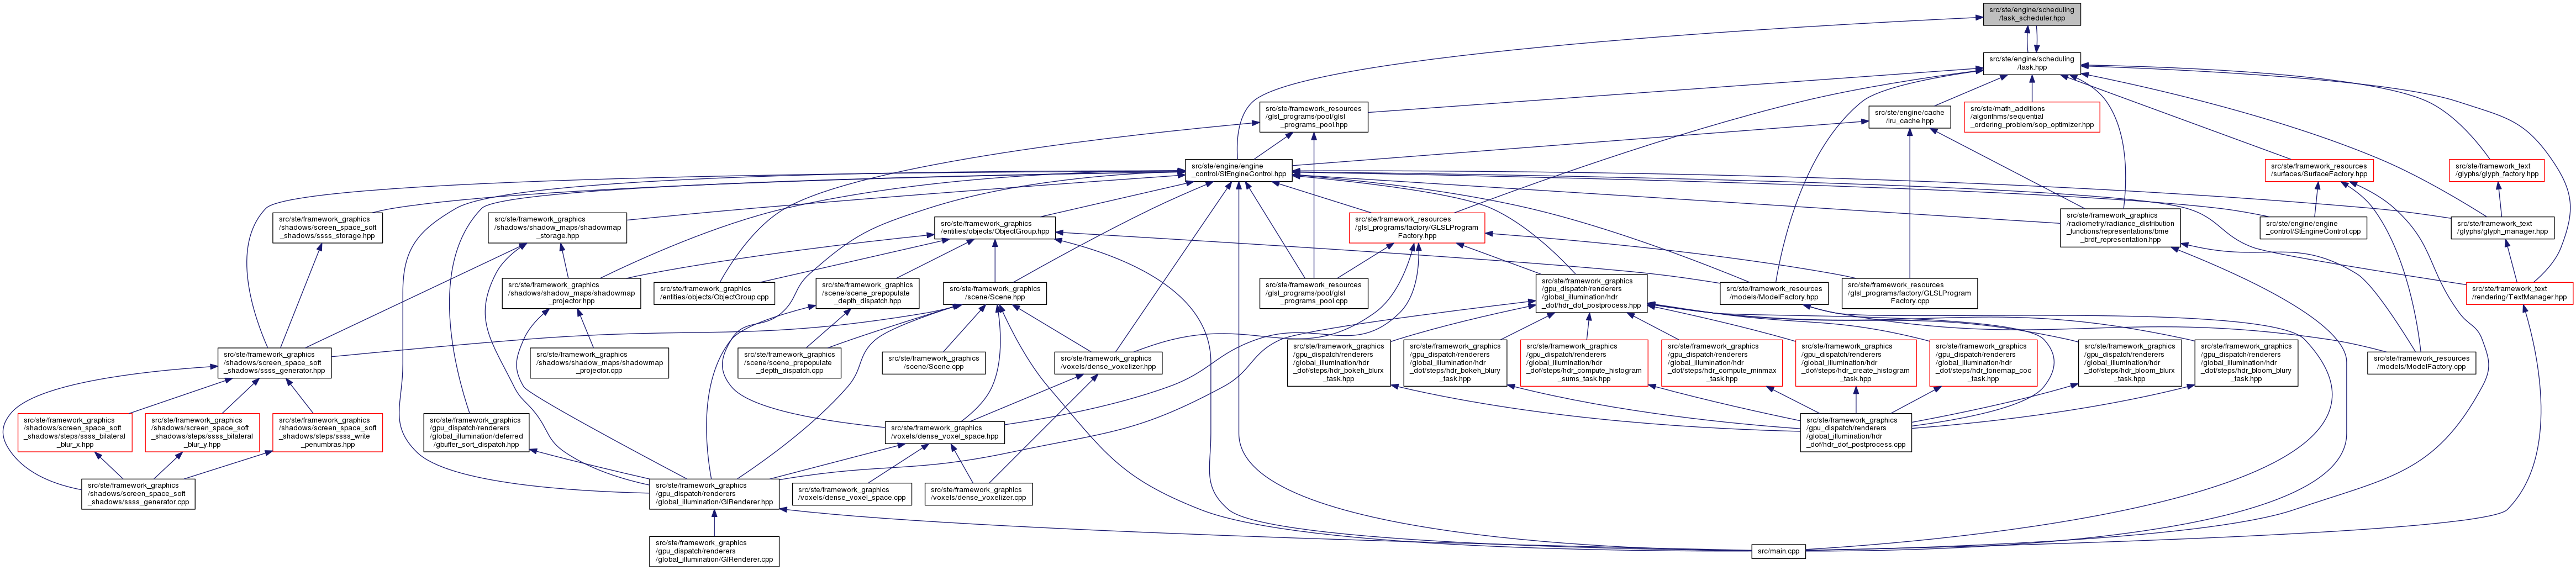 src/ste/engine/scheduling
/task_scheduler.hpp
src/ste/engine/scheduling
/task.hpp
src/ste/framework_resources
/glsl_programs/pool/glsl
_programs_pool.hpp
src/ste/engine/cache
/lru_cache.hpp
src/ste/math_additions
/algorithms/sequential
_ordering_problem/sop_optimizer.hpp
src/ste/engine/engine
_control/StEngineControl.hpp
src/ste/framework_resources
/surfaces/SurfaceFactory.hpp
src/ste/framework_text
/glyphs/glyph_factory.hpp
src/ste/framework_graphics
/shadows/screen_space_soft
_shadows/ssss_storage.hpp
src/ste/framework_graphics
/shadows/shadow_maps/shadowmap
_storage.hpp
src/ste/framework_graphics
/entities/objects/ObjectGroup.hpp
src/ste/framework_resources
/glsl_programs/factory/GLSLProgram
Factory.hpp
src/ste/framework_graphics
/radiometry/radiance_distribution
_functions/representations/bme
_brdf_representation.hpp
src/ste/engine/engine
_control/StEngineControl.cpp
src/ste/framework_text
/glyphs/glyph_manager.hpp
src/ste/framework_graphics
/shadows/shadow_maps/shadowmap
_projector.hpp
src/ste/framework_graphics
/entities/objects/ObjectGroup.cpp
src/ste/framework_graphics
/scene/scene_prepopulate
_depth_dispatch.hpp
src/ste/framework_graphics
/scene/Scene.hpp
src/ste/framework_resources
/glsl_programs/pool/glsl
_programs_pool.cpp
src/ste/framework_graphics
/gpu_dispatch/renderers
/global_illumination/hdr
_dof/hdr_dof_postprocess.hpp
src/ste/framework_resources
/models/ModelFactory.hpp
src/ste/framework_resources
/glsl_programs/factory/GLSLProgram
Factory.cpp
src/ste/framework_text
/rendering/TextManager.hpp
src/ste/framework_graphics
/shadows/screen_space_soft
_shadows/ssss_generator.hpp
src/ste/framework_graphics
/shadows/shadow_maps/shadowmap
_projector.cpp
src/ste/framework_graphics
/scene/scene_prepopulate
_depth_dispatch.cpp
src/ste/framework_graphics
/scene/Scene.cpp
src/ste/framework_graphics
/voxels/dense_voxelizer.hpp
src/ste/framework_graphics
/gpu_dispatch/renderers
/global_illumination/hdr
_dof/steps/hdr_bokeh_blurx
_task.hpp
src/ste/framework_graphics
/gpu_dispatch/renderers
/global_illumination/hdr
_dof/steps/hdr_bokeh_blury
_task.hpp
src/ste/framework_graphics
/gpu_dispatch/renderers
/global_illumination/hdr
_dof/steps/hdr_compute_histogram
_sums_task.hpp
src/ste/framework_graphics
/gpu_dispatch/renderers
/global_illumination/hdr
_dof/steps/hdr_compute_minmax
_task.hpp
src/ste/framework_graphics
/gpu_dispatch/renderers
/global_illumination/hdr
_dof/steps/hdr_create_histogram
_task.hpp
src/ste/framework_graphics
/gpu_dispatch/renderers
/global_illumination/hdr
_dof/steps/hdr_tonemap_coc
_task.hpp
src/ste/framework_graphics
/gpu_dispatch/renderers
/global_illumination/hdr
_dof/steps/hdr_bloom_blurx
_task.hpp
src/ste/framework_graphics
/gpu_dispatch/renderers
/global_illumination/hdr
_dof/steps/hdr_bloom_blury
_task.hpp
src/ste/framework_resources
/models/ModelFactory.cpp
src/ste/framework_graphics
/shadows/screen_space_soft
_shadows/steps/ssss_bilateral
_blur_x.hpp
src/ste/framework_graphics
/shadows/screen_space_soft
_shadows/steps/ssss_bilateral
_blur_y.hpp
src/ste/framework_graphics
/shadows/screen_space_soft
_shadows/steps/ssss_write
_penumbras.hpp
src/ste/framework_graphics
/gpu_dispatch/renderers
/global_illumination/deferred
/gbuffer_sort_dispatch.hpp
src/ste/framework_graphics
/voxels/dense_voxel_space.hpp
src/ste/framework_graphics
/gpu_dispatch/renderers
/global_illumination/hdr
_dof/hdr_dof_postprocess.cpp
src/ste/framework_graphics
/shadows/screen_space_soft
_shadows/ssss_generator.cpp
src/ste/framework_graphics
/gpu_dispatch/renderers
/global_illumination/GIRenderer.hpp
src/ste/framework_graphics
/voxels/dense_voxel_space.cpp
src/ste/framework_graphics
/voxels/dense_voxelizer.cpp
src/ste/framework_graphics
/gpu_dispatch/renderers
/global_illumination/GIRenderer.cpp
src/main.cpp